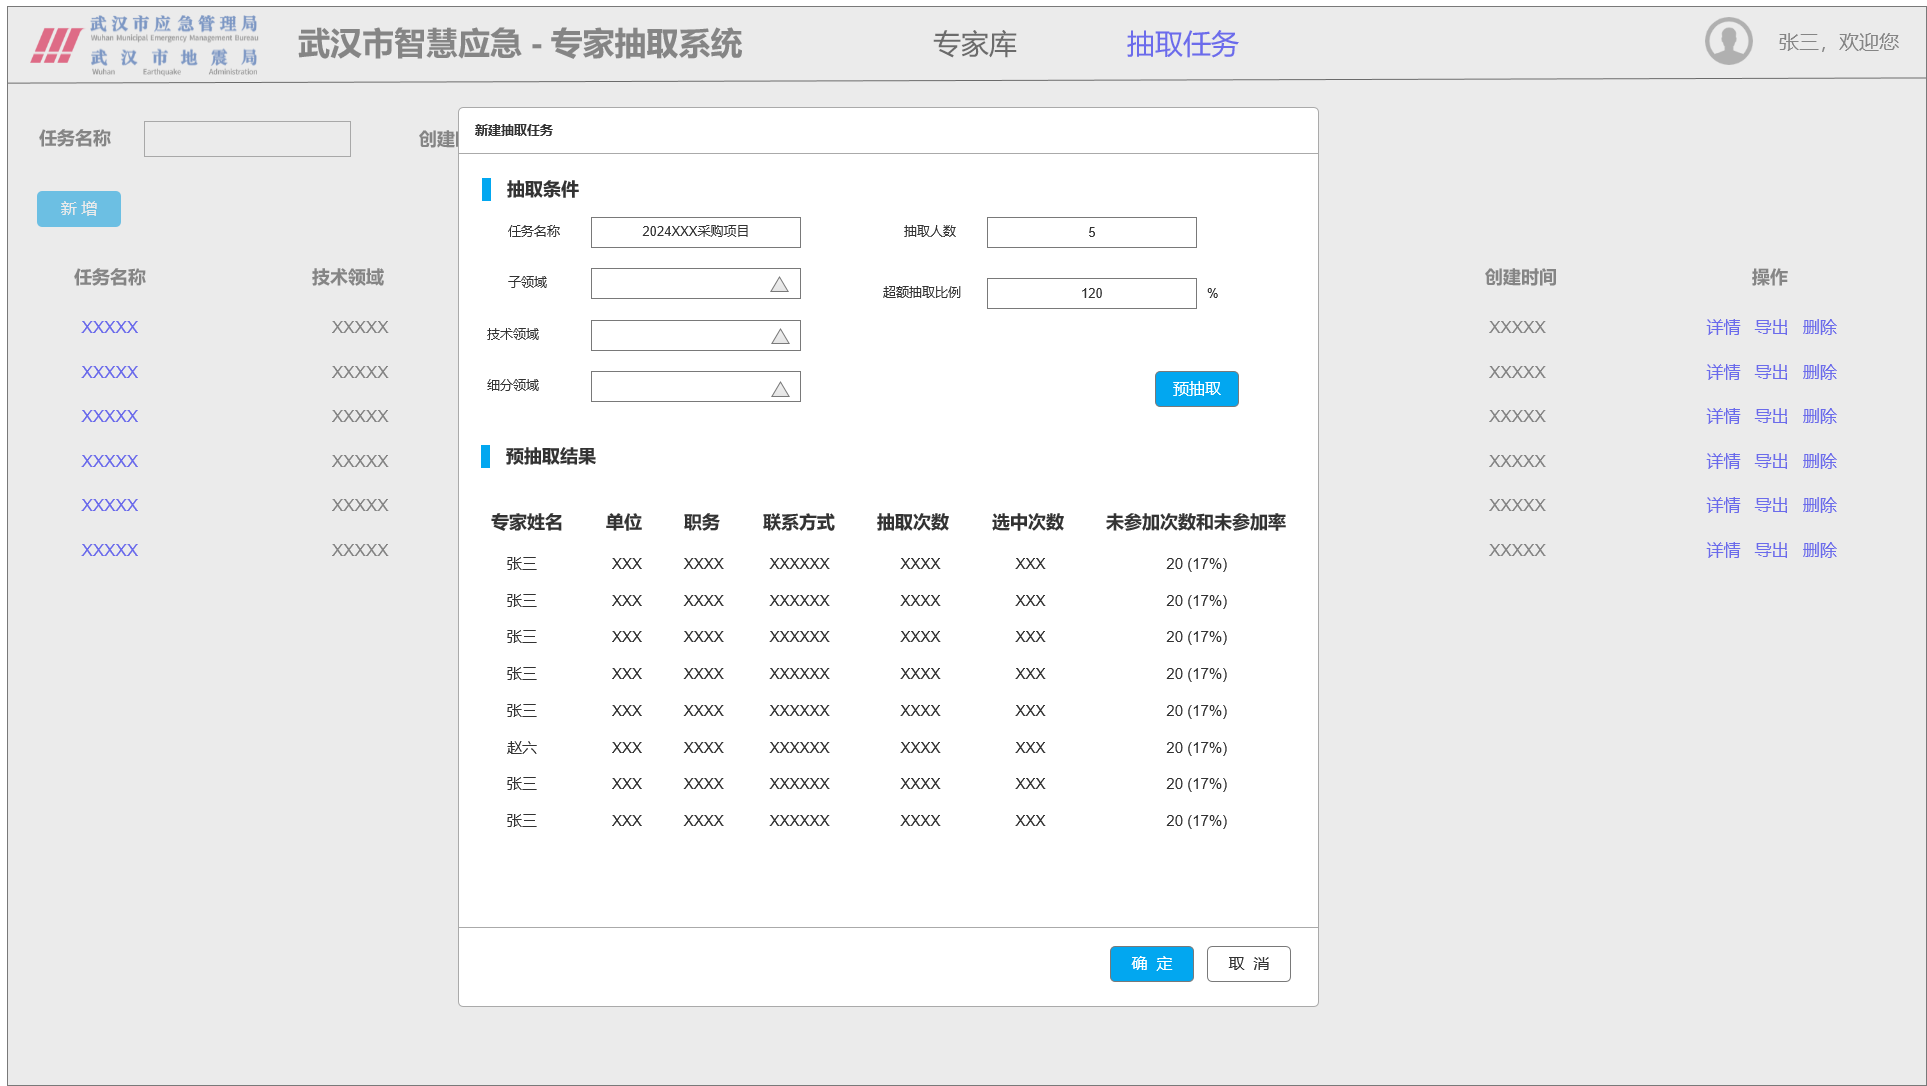 武汉市应急管理局
Wuhan Municipal Emergency Management Bureau
武汉市地震局
Wuhan Earthquake Administration
武汉市智慧应急 - 专家抽取系统
专家库
抽取任务
张三，欢迎您
任务名称
创建
新 增
任务名称 技术领域 创建时间 操作
XXXXX XXXXX XXXXX 详情 导出 删除
XXXXX XXXXX XXXXX 详情 导出 删除
XXXXX XXXXX XXXXX 详情 导出 删除
XXXXX XXXXX XXXXX 详情 导出 删除
XXXXX XXXXX XXXXX 详情 导出 删除
XXXXX XXXXX XXXXX 详情 导出 删除
新建抽取任务
抽取条件
任务名称 2024XXX采购项目 抽取人数 5
子领域 超额抽取比例 120 %
技术领域
细分领域 预抽取
预抽取结果
专家姓名 单位 职务 联系方式 抽取次数 选中次数 未参加次数和未参加率
张三 XXX XXXX XXXXXX XXXX XXX 20 (17%)
张三 XXX XXXX XXXXXX XXXX XXX 20 (17%)
张三 XXX XXXX XXXXXX XXXX XXX 20 (17%)
张三 XXX XXXX XXXXXX XXXX XXX 20 (17%)
张三 XXX XXXX XXXXXX XXXX XXX 20 (17%)
赵六 XXX XXXX XXXXXX XXXX XXX 20 (17%)
张三 XXX XXXX XXXXXX XXXX XXX 20 (17%)
张三 XXX XXXX XXXXXX XXXX XXX 20 (17%)
确 定 取 消